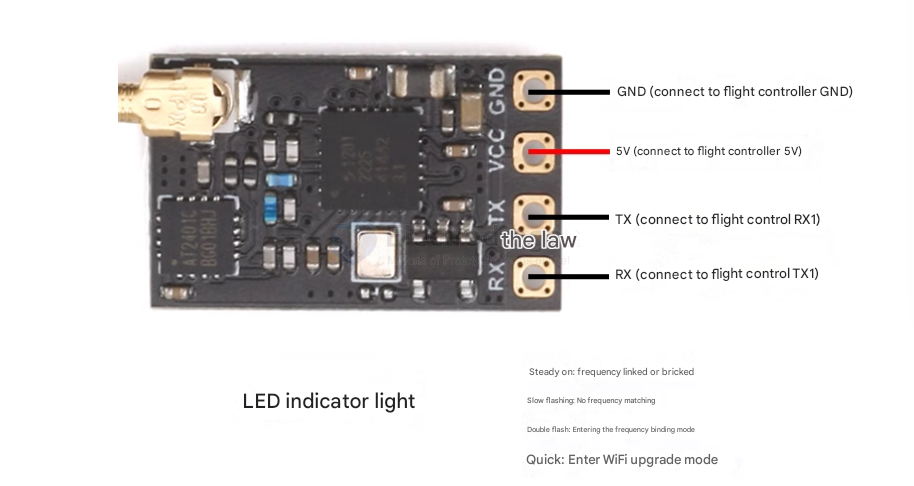 GND
GND (connect to flight controller GND)
VCC
5V (connect to flight controller 5V)
TX
TX (connect to flight control RX1)
the law
RX
RX (connect to flight control TX1)
A72401C
LED indicator light
Steady on: frequency linked or bricked
Slow flashing: No frequency matching
Double flash: Entering the frequency binding mode
Quick: Enter WiFi upgrade mode